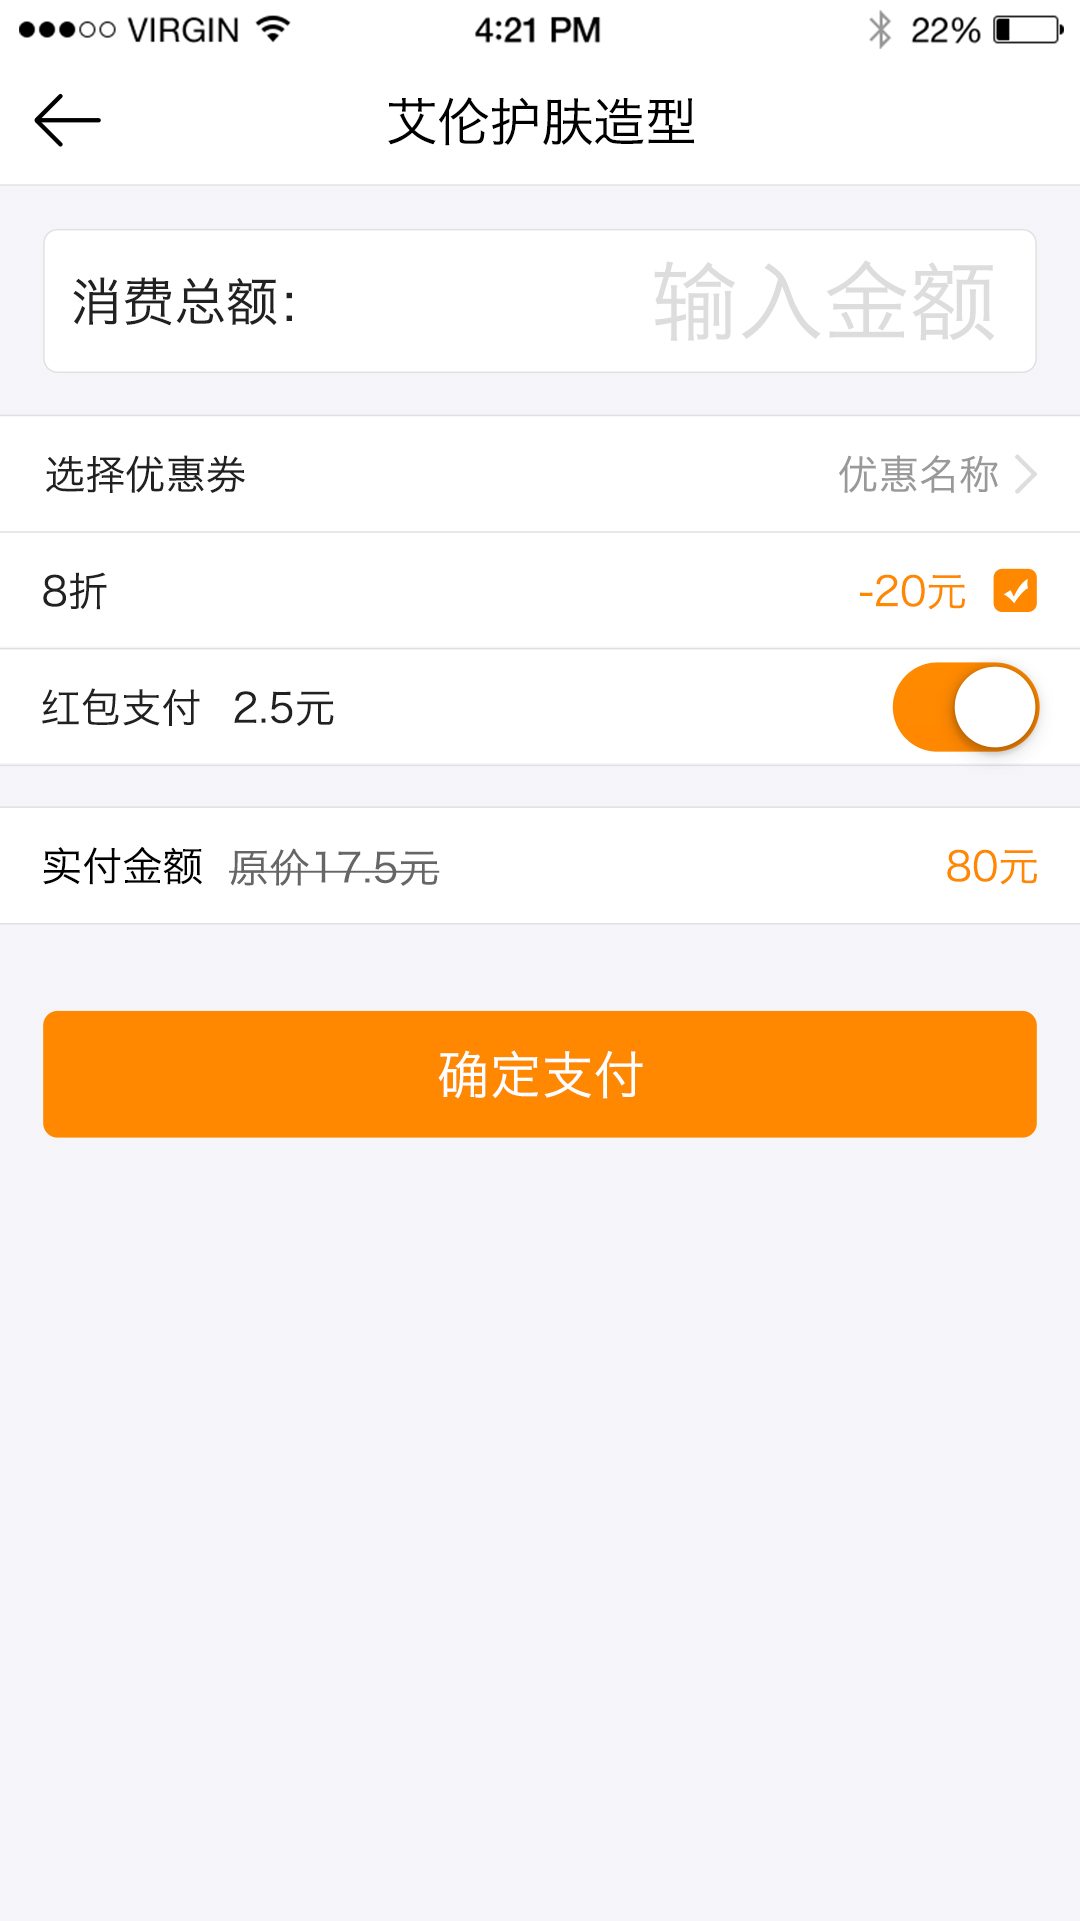 VIRGIN 4:21 PM 22%
艾伦护肤造型
消费总额: 输入金额
选择优惠券 优惠名称
8折 -20元
红包支付 2.5元
实付金额 原价17.5元 80元
确定支付